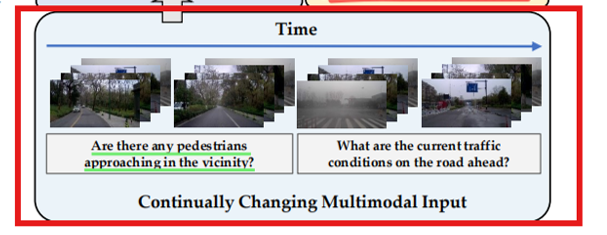 Time
Are there any pedestrians
approaching in the vicinity?
What are the current traffic
conditions on the road ahead?
Continually Changing Multimodal Input